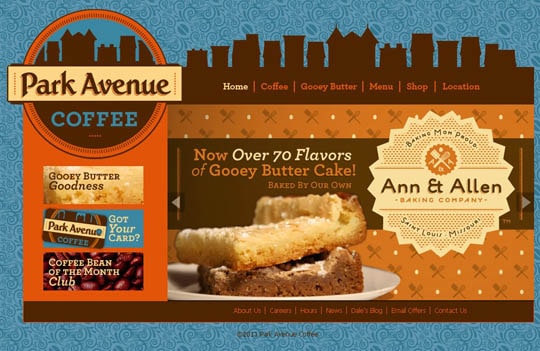 Park Avenue
COFFEE
Home | Coffee | Gooey Butter | Menu | Shop | Location
Now Over 70 Flavors
of Gooey Butter Cake!
BAKED BY OUR OWN
BAKING MOM PROUD
Ann & Allen
BAKING COMPANY
SAINT LOUIS, MISSOURI
TM
GOOEY BUTTER
Goodness
Park Avenue
COFFEE
GOT
Your
CARD?
COFFEE BEAN
OF THE MONTH
Club
About Us | Careers | Hours | News | Dale's Blog | Email Offers | Contact Us
©2011 Park Avenue Coffee